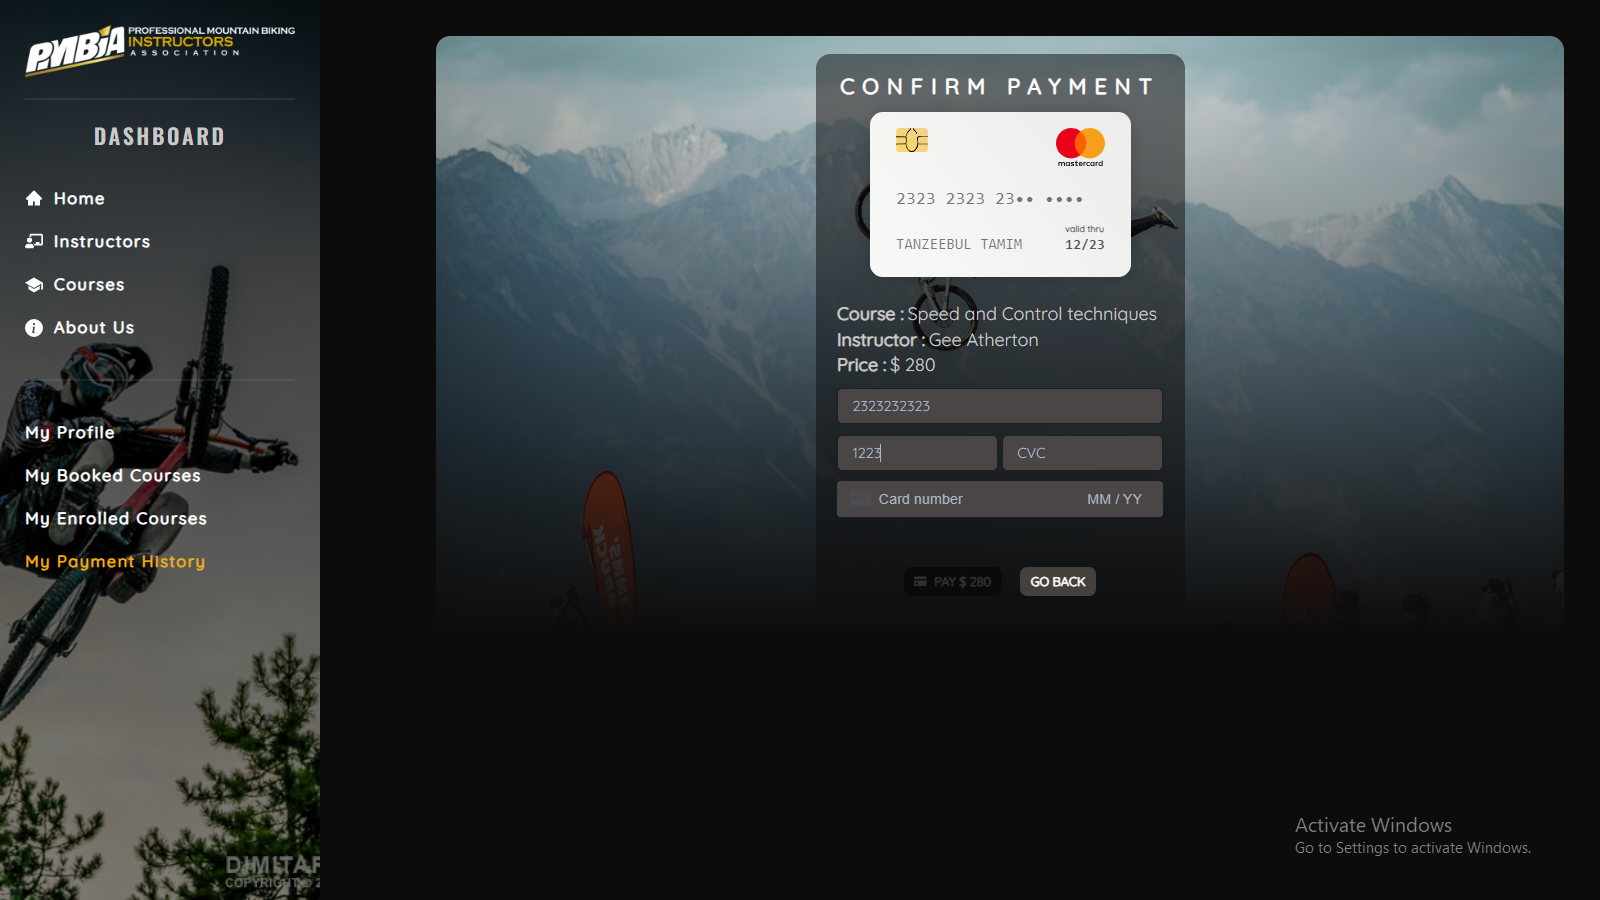 PMBIA
PROFESSIONAL MOUNTAIN BIKING
INSTRUCTORS
ASSOCIATION
DASHBOARD
Home
Instructors
Courses
About Us
My Profile
My Booked Courses
My Enrolled Courses
My Payment History
DIMITAR
COPYRIGHT © 2
CONFIRM PAYMENT
mastercard
2323 2323 23•• ••••
valid thru
TANZEEBUL TAMIM 12/23
Course : Speed and Control techniques
Instructor : Gee Atherton
Price : $ 280
2323232323
1223 CVC
Card number MM / YY
PAY $ 280 GO BACK
Activate Windows
Go to Settings to activate Windows.